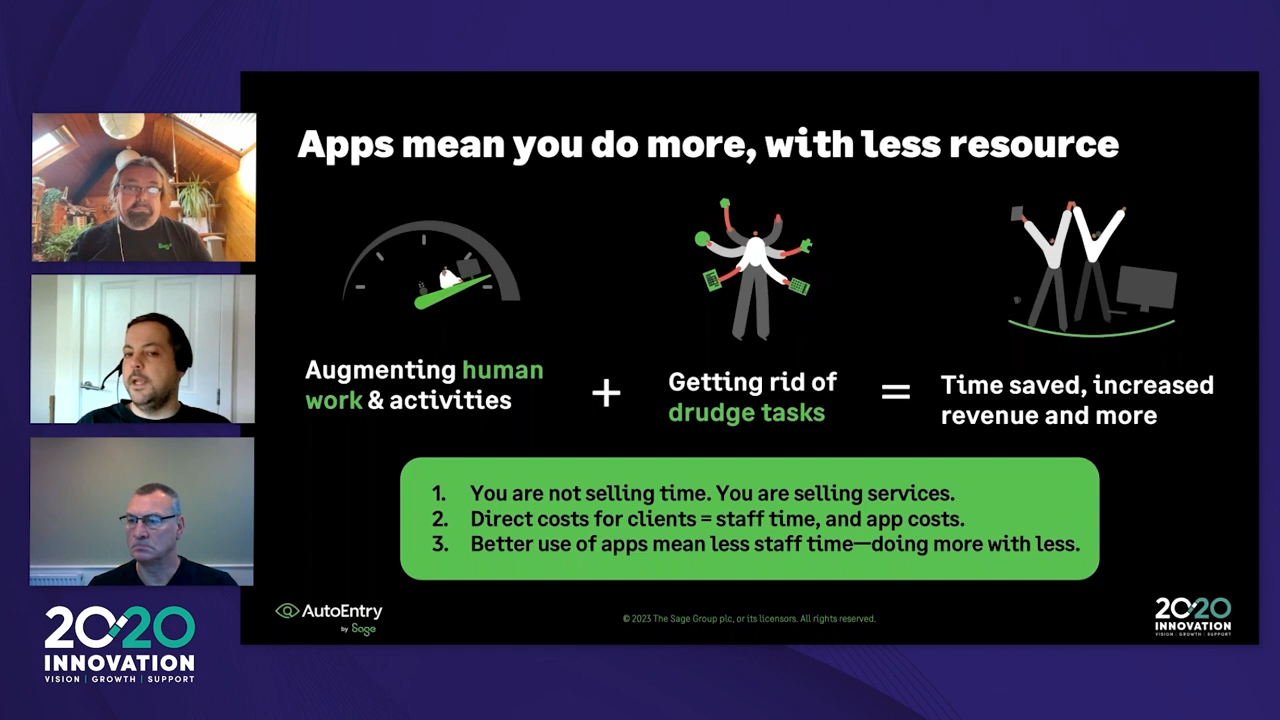 Apps mean you do more, with less resource
Augmenting human
work & activities
+
Getting rid of
drudge tasks
=
Time saved, increased
revenue and more
1. You are not selling time. You are selling services.
2. Direct costs for clients = staff time, and app costs.
3. Better use of apps mean less staff time—doing more with less.
AutoEntry
by Sage
© 2023 The Sage Group plc, or its licensors. All rights reserved.
2020
INNOVATION
VISION | GROWTH | SUPPORT
Sage
2020
INNOVATION
VISION | GROWTH | SUPPORT